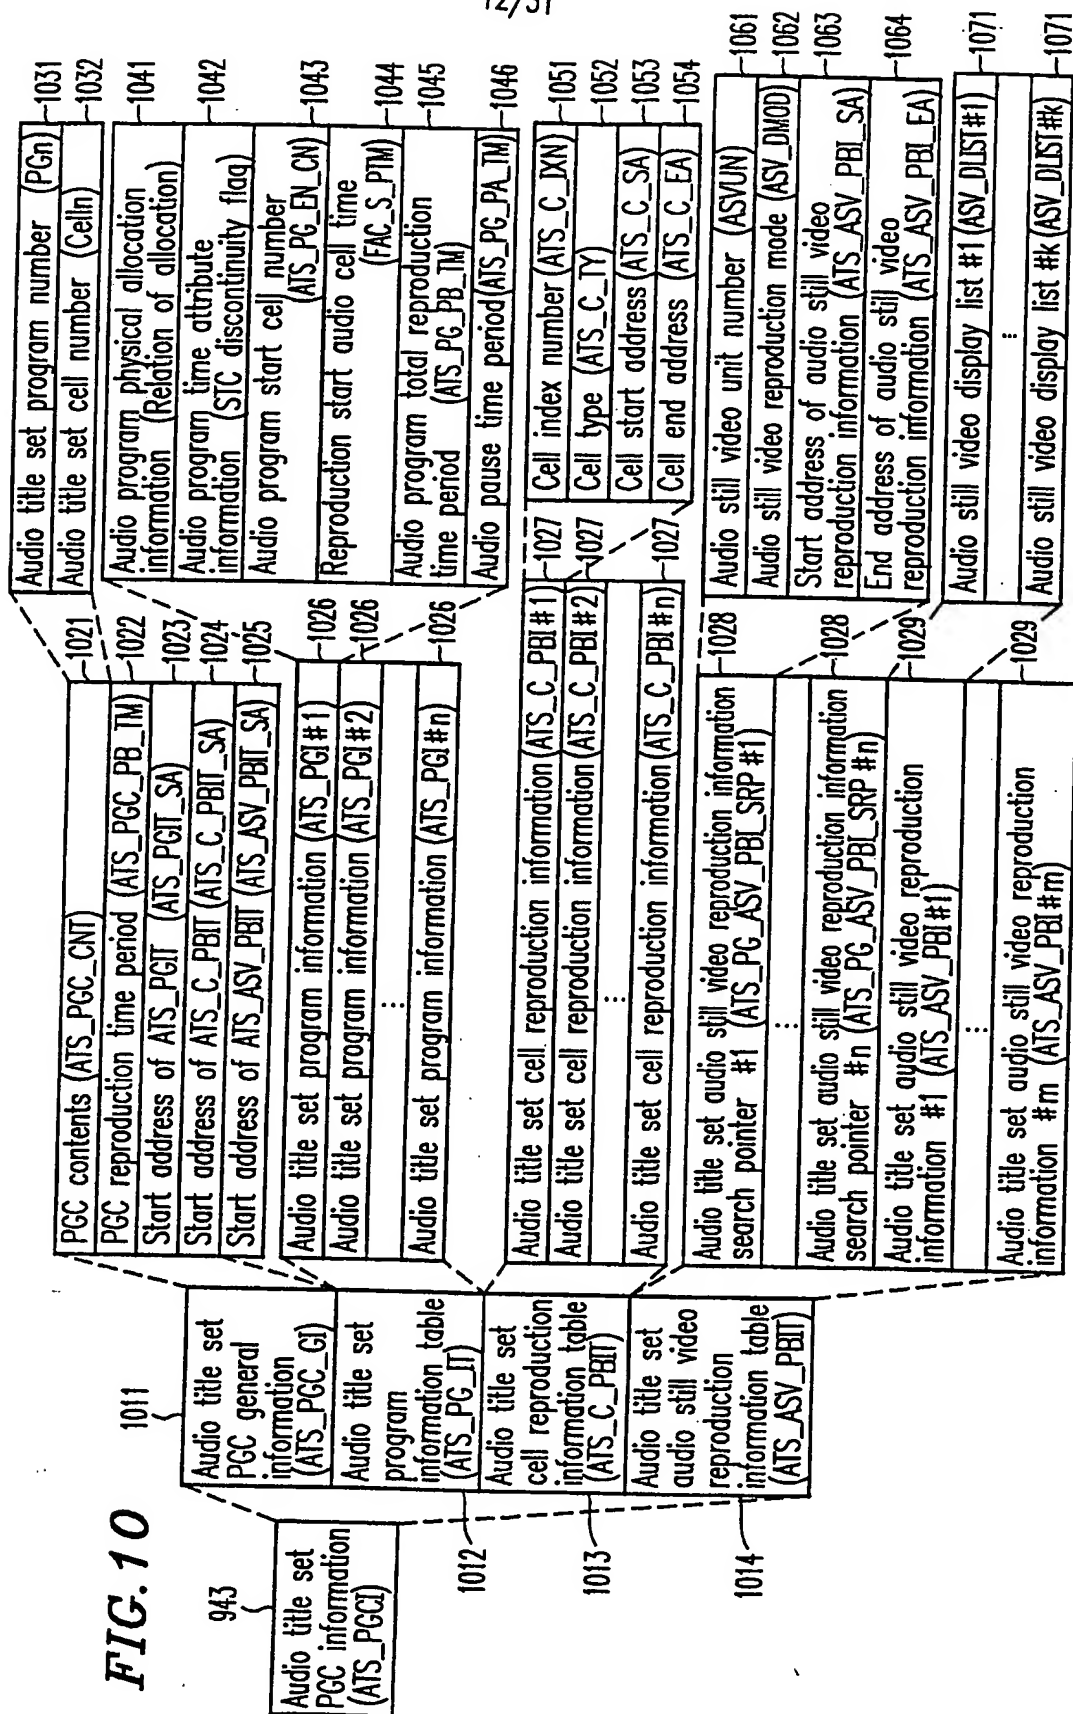 12/31
FIG.10
943
Audio title set
PGC information
(ATS_PGCI)
1011
Audio title set
PGC general
information
(ATS_PGC_GI)
Audio title set
program
information table
(ATS_PG_IT)
Audio title set
cell reproduction
information table
(ATS_C_PBIT)
Audio title set
audio still video
reproduction
information table
(ATS_ASV_PBIT)
1012
1013
1014
PGC contents (ATS_PGC_CNT)
1021
PGC reproduction time period (ATS_PGC_PB_TM)
1022
Start address of ATS_PGIT (ATS_PGIT_SA)
1023
Start address of ATS_C_PBIT (ATS_C_PBIT_SA)
1024
Start address of ATS_ASV_PBIT (ATS_ASV_PBIT_SA)
1025
Audio title set program information (ATS_PGI#1)
1026
Audio title set program information (ATS_PGI#2)
1026
⋮
Audio title set program information (ATS_PGI#n)
1026
Audio title set cell reproduction information (ATS_C_PBI#1)
1027
Audio title set cell reproduction information (ATS_C_PBI#2)
1027
⋮
Audio title set cell reproduction information (ATS_C_PBI#n)
1027
Audio title set audio still video reproduction information
search pointer #1 (ATS_PG_ASV_PBI_SRP #1)
1028
⋮
Audio title set audio still video reproduction information
search pointer #n (ATS_PG_ASV_PBI_SRP #n)
1028
Audio title set audio still video reproduction
information #1 (ATS_ASV_PBI#1)
1029
⋮
Audio title set audio still video reproduction
information #m (ATS_ASV_PBI#m)
1029
Audio title set program number (PGn)
1031
Audio title set cell number (Celln)
1032
Audio program physical allocation
information (Relation of allocation)
1041
Audio program time attribute
information (STC discontinuity flag)
1042
Audio program start cell number
(ATS_PG_EN_CN)
1043
Reproduction start audio cell time
(FAC_S_PTM)
1044
Audio program total reproduction
time period (ATS_PG_PB_TM)
1045
Audio pause time period (ATS_PG_PA_TM)
1046
Cell index number (ATS_C_DXN)
1051
Cell type (ATS_C_TY)
1052
Cell start address (ATS_C_SA)
1053
Cell end address (ATS_C_EA)
1054
Audio still video unit number (ASVUN)
1061
Audio still video reproduction mode (ASV_DMOD)
1062
Start address of audio still video
reproduction information (ATS_ASV_PBI_SA)
1063
End address of audio still video
reproduction information (ATS_ASV_PBI_EA)
1064
Audio still video display list #1 (ASV_DLIST#1)
1071
⋮
Audio still video display list #k (ASV_DLIST#k)
1071